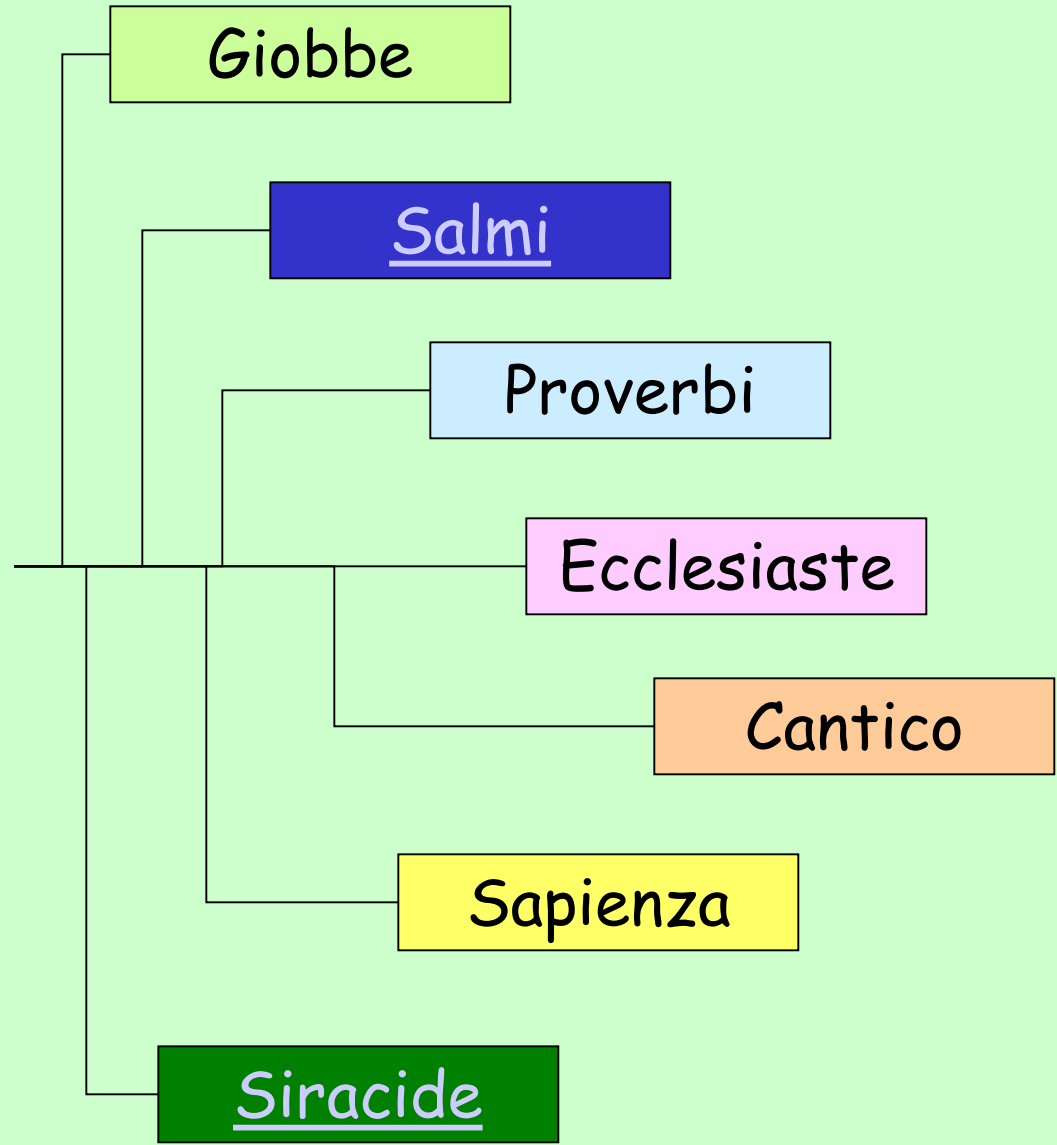 Giobbe
Salmi
Proverbi
Ecclesiaste
Cantico
Sapienza
Siracide